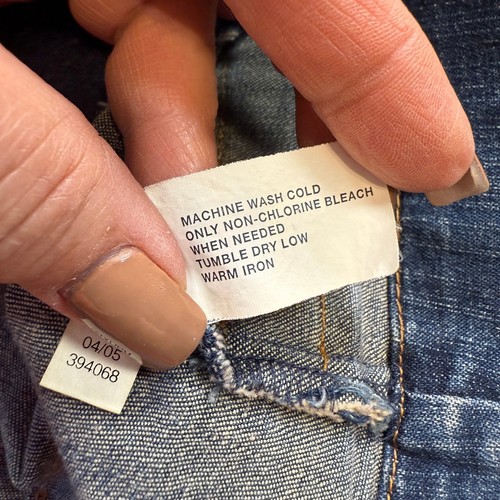 MACHINE WASH COLD
ONLY NON-CHLORINE BLEACH
WHEN NEEDED
TUMBLE DRY LOW
WARM IRON
04/05
394068